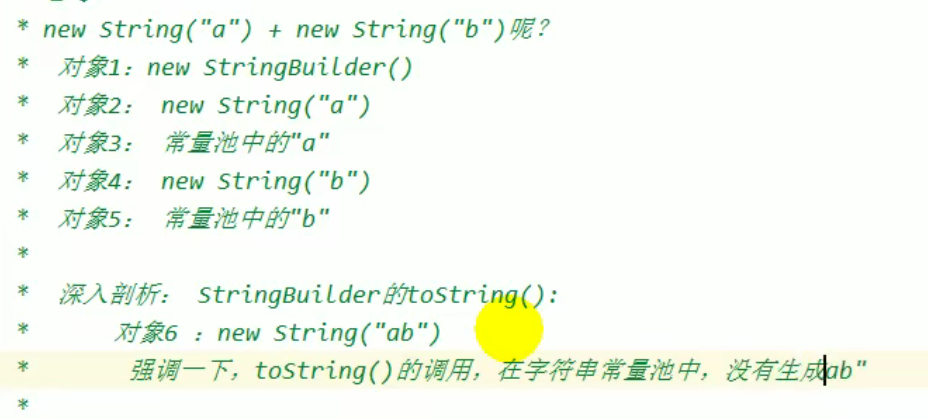 * new String("a") + new String("b")呢？
* 对象1：new StringBuilder()
* 对象2： new String("a")
* 对象3： 常量池中的"a"
* 对象4： new String("b")
* 对象5： 常量池中的"b"
*
* 深入剖析： StringBuilder的toString():
* 对象6 ：new String("ab")
* 强调一下，toString()的调用，在字符串常量池中，没有生成ab"
*